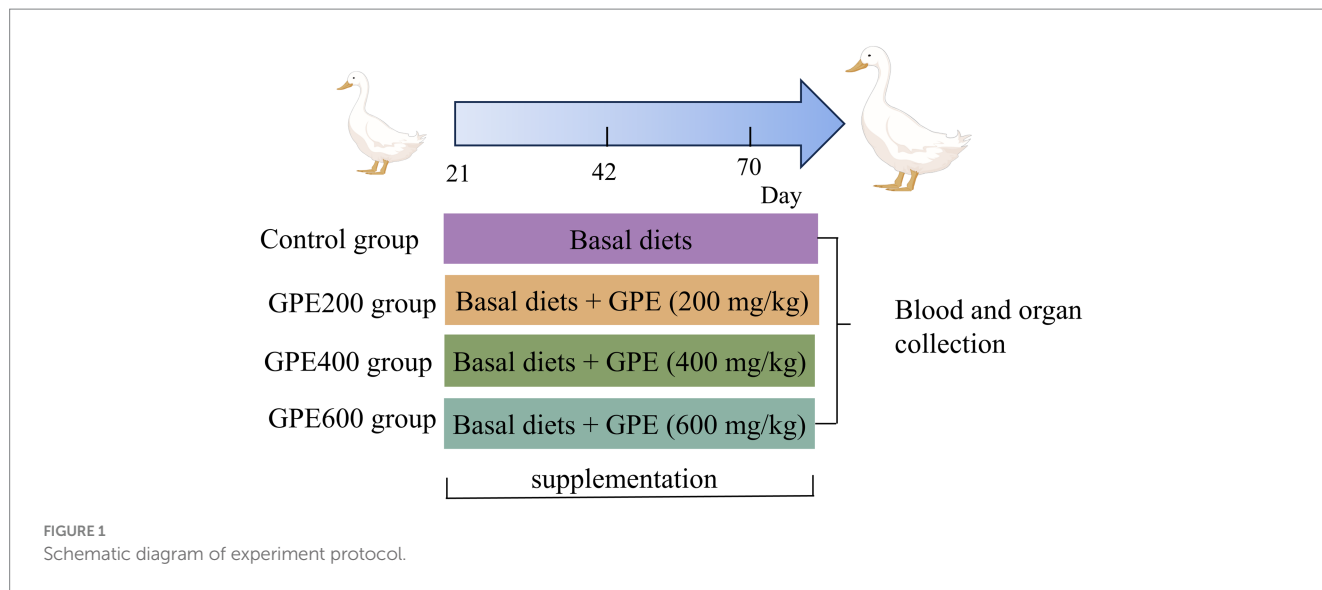 21
42
70
Day
Control group
Basal diets
GPE200 group
Basal diets + GPE (200 mg/kg)
GPE400 group
Basal diets + GPE (400 mg/kg)
GPE600 group
Basal diets + GPE (600 mg/kg)
Blood and organ
collection
supplementation
FIGURE 1
Schematic diagram of experiment protocol.